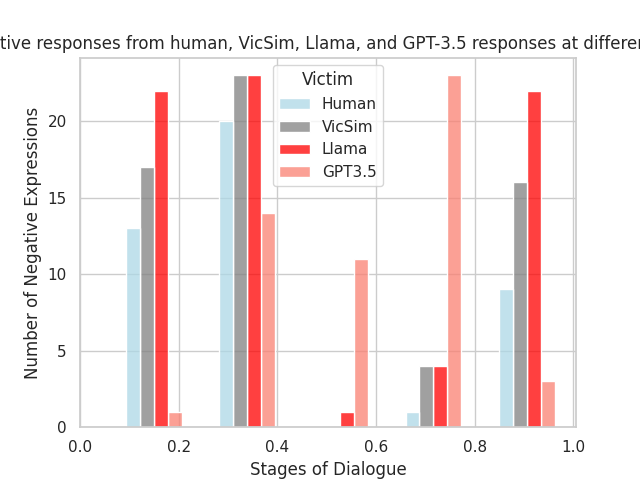 tive responses from human, VicSim, Llama, and GPT-3.5 responses at differen
Victim
Human
VicSim
Llama
GPT3.5
Number of Negative Expressions
20
15
10
5
0
0.0 0.2 0.4 0.6 0.8 1.0
Stages of Dialogue